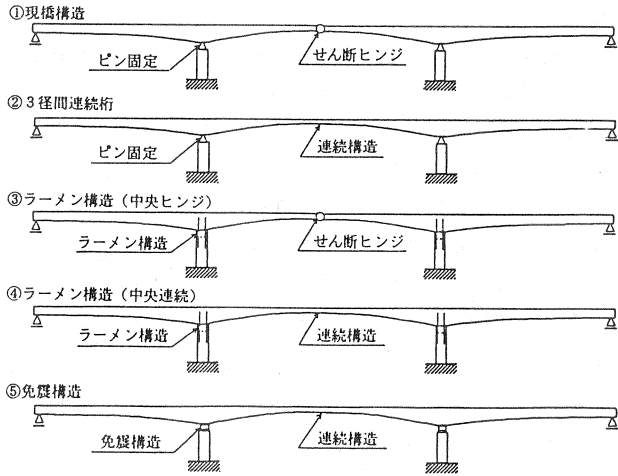 ①現橋構造
ピン固定
せん断ヒンジ
②３径間連続桁
ピン固定
連続構造
③ラーメン構造（中央ヒンジ）
ラーメン構造
せん断ヒンジ
④ラーメン構造（中央連続）
ラーメン構造
連続構造
⑤免震構造
免震構造
連続構造